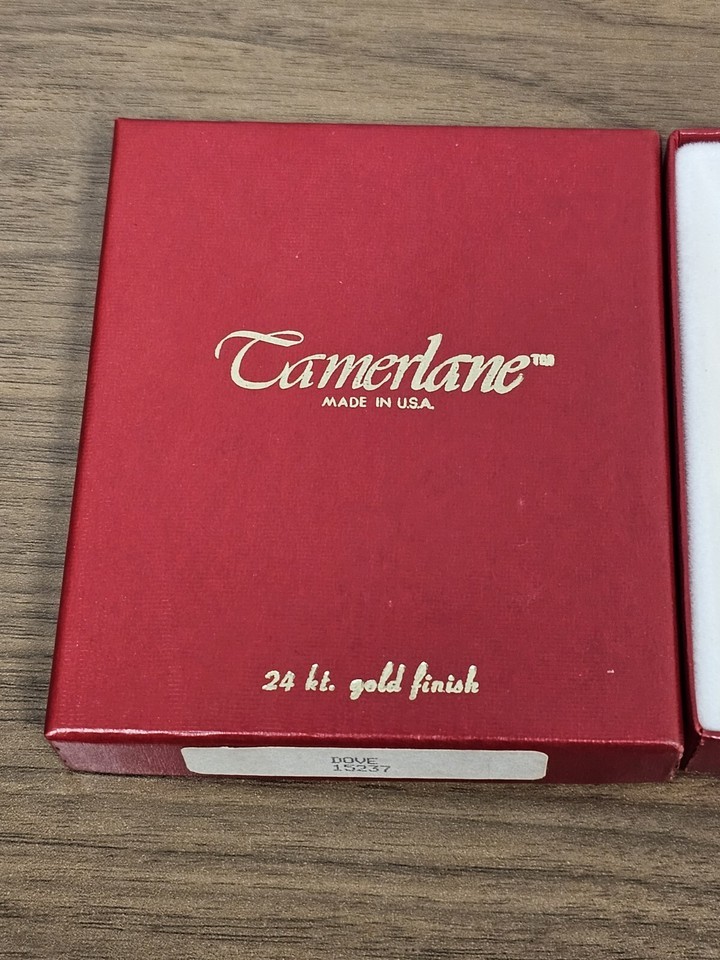 Tamerlane™
MADE IN U.S.A.
24 kt. gold finish
DOVE
15237